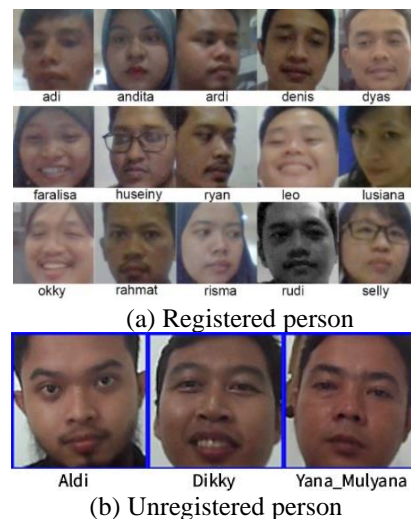 adi andita ardi denis dyas
faralisa huseiny ryan leo lusiana
okky rahmat risma rudi selly
(a) Registered person
Aldi Dikky Yana_Mulyana
(b) Unregistered person